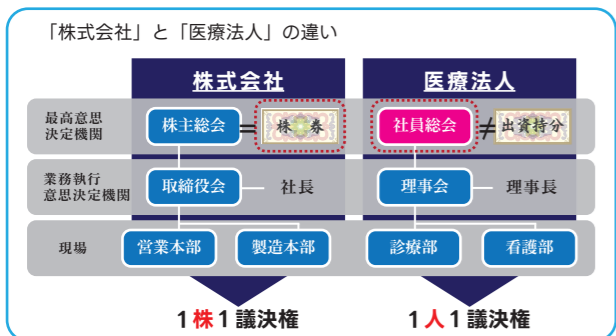 「株式会社」と「医療法人」の違い
株式会社 医療法人
最高意思
決定機関
株主総会 = 株券 社員総会 ≠ 出資持分
業務執行
意思決定機関
取締役会 社長 理事会 理事長
現場 営業本部 製造本部 診療部 看護部
1株1議決権 1人1議決権